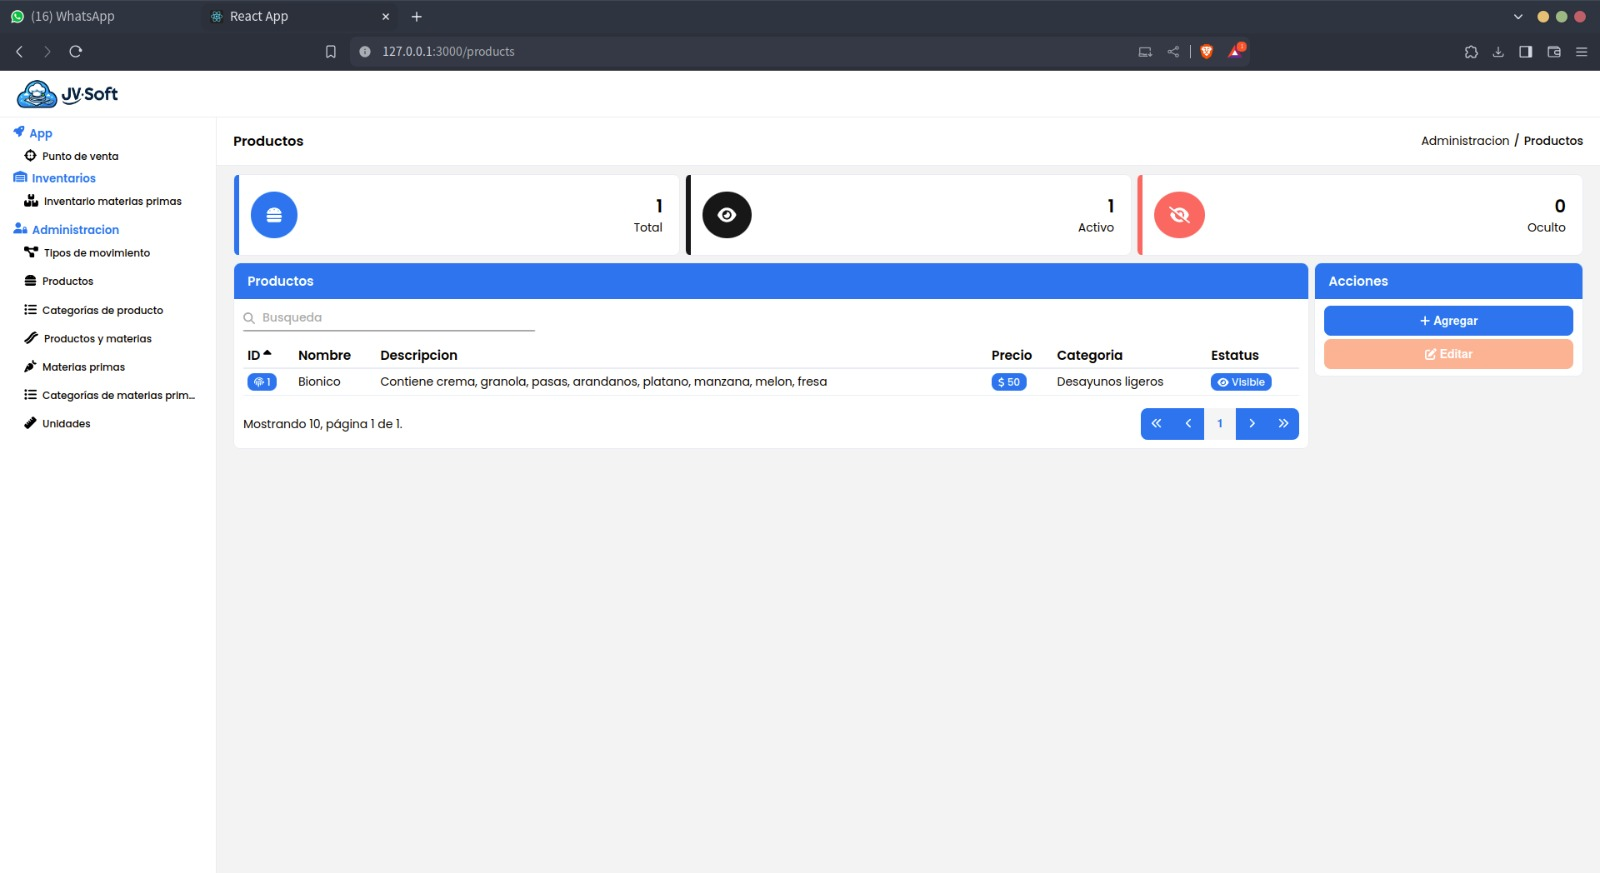 (16) WhatsApp
React App
127.0.0.1:3000/products
JV·Soft
App
Punto de venta
Inventarios
Inventario materias primas
Administracion
Tipos de movimiento
Productos
Categorías de producto
Productos y materias
Materias primas
Categorías de materias prim...
Unidades
Productos
Administracion / Productos
1
Total
1
Activo
0
Oculto
Productos
Busqueda
ID Nombre Descripcion Precio Categoria Estatus
1 Bionico Contiene crema, granola, pasas, arandanos, platano, manzana, melon, fresa $ 50 Desayunos ligeros Visible
Mostrando 10, página 1 de 1.
« ‹ 1 › »
Acciones
+ Agregar
Editar